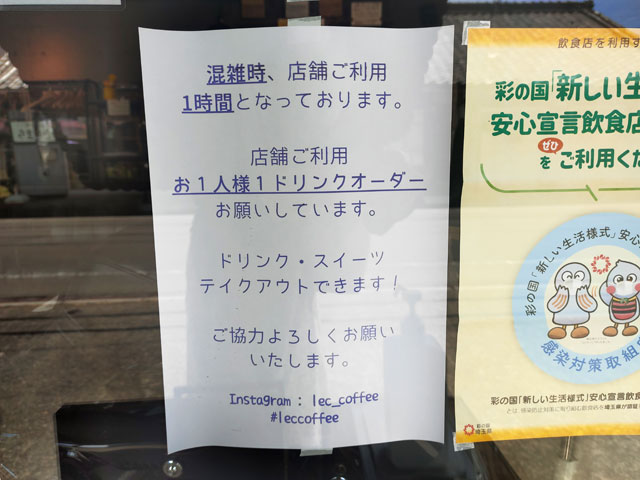 混雑時、店舗ご利用
1時間となっております。
店舗ご利用
お1人様1ドリンクオーダー
お願いしています。
ドリンク・スイーツ
テイクアウトできます!
ご協力よろしくお願い
いたします。
Instagram : lec_coffee
#leccoffee
飲食店を利用す
彩の国「新しい生
安心宣言飲食店
ぜひ
を ご利用くだ
彩の国「新しい生活様式」安心
感染対策取組
彩の国「新しい生活様式」安心宣言飲食
彩の国
埼玉県